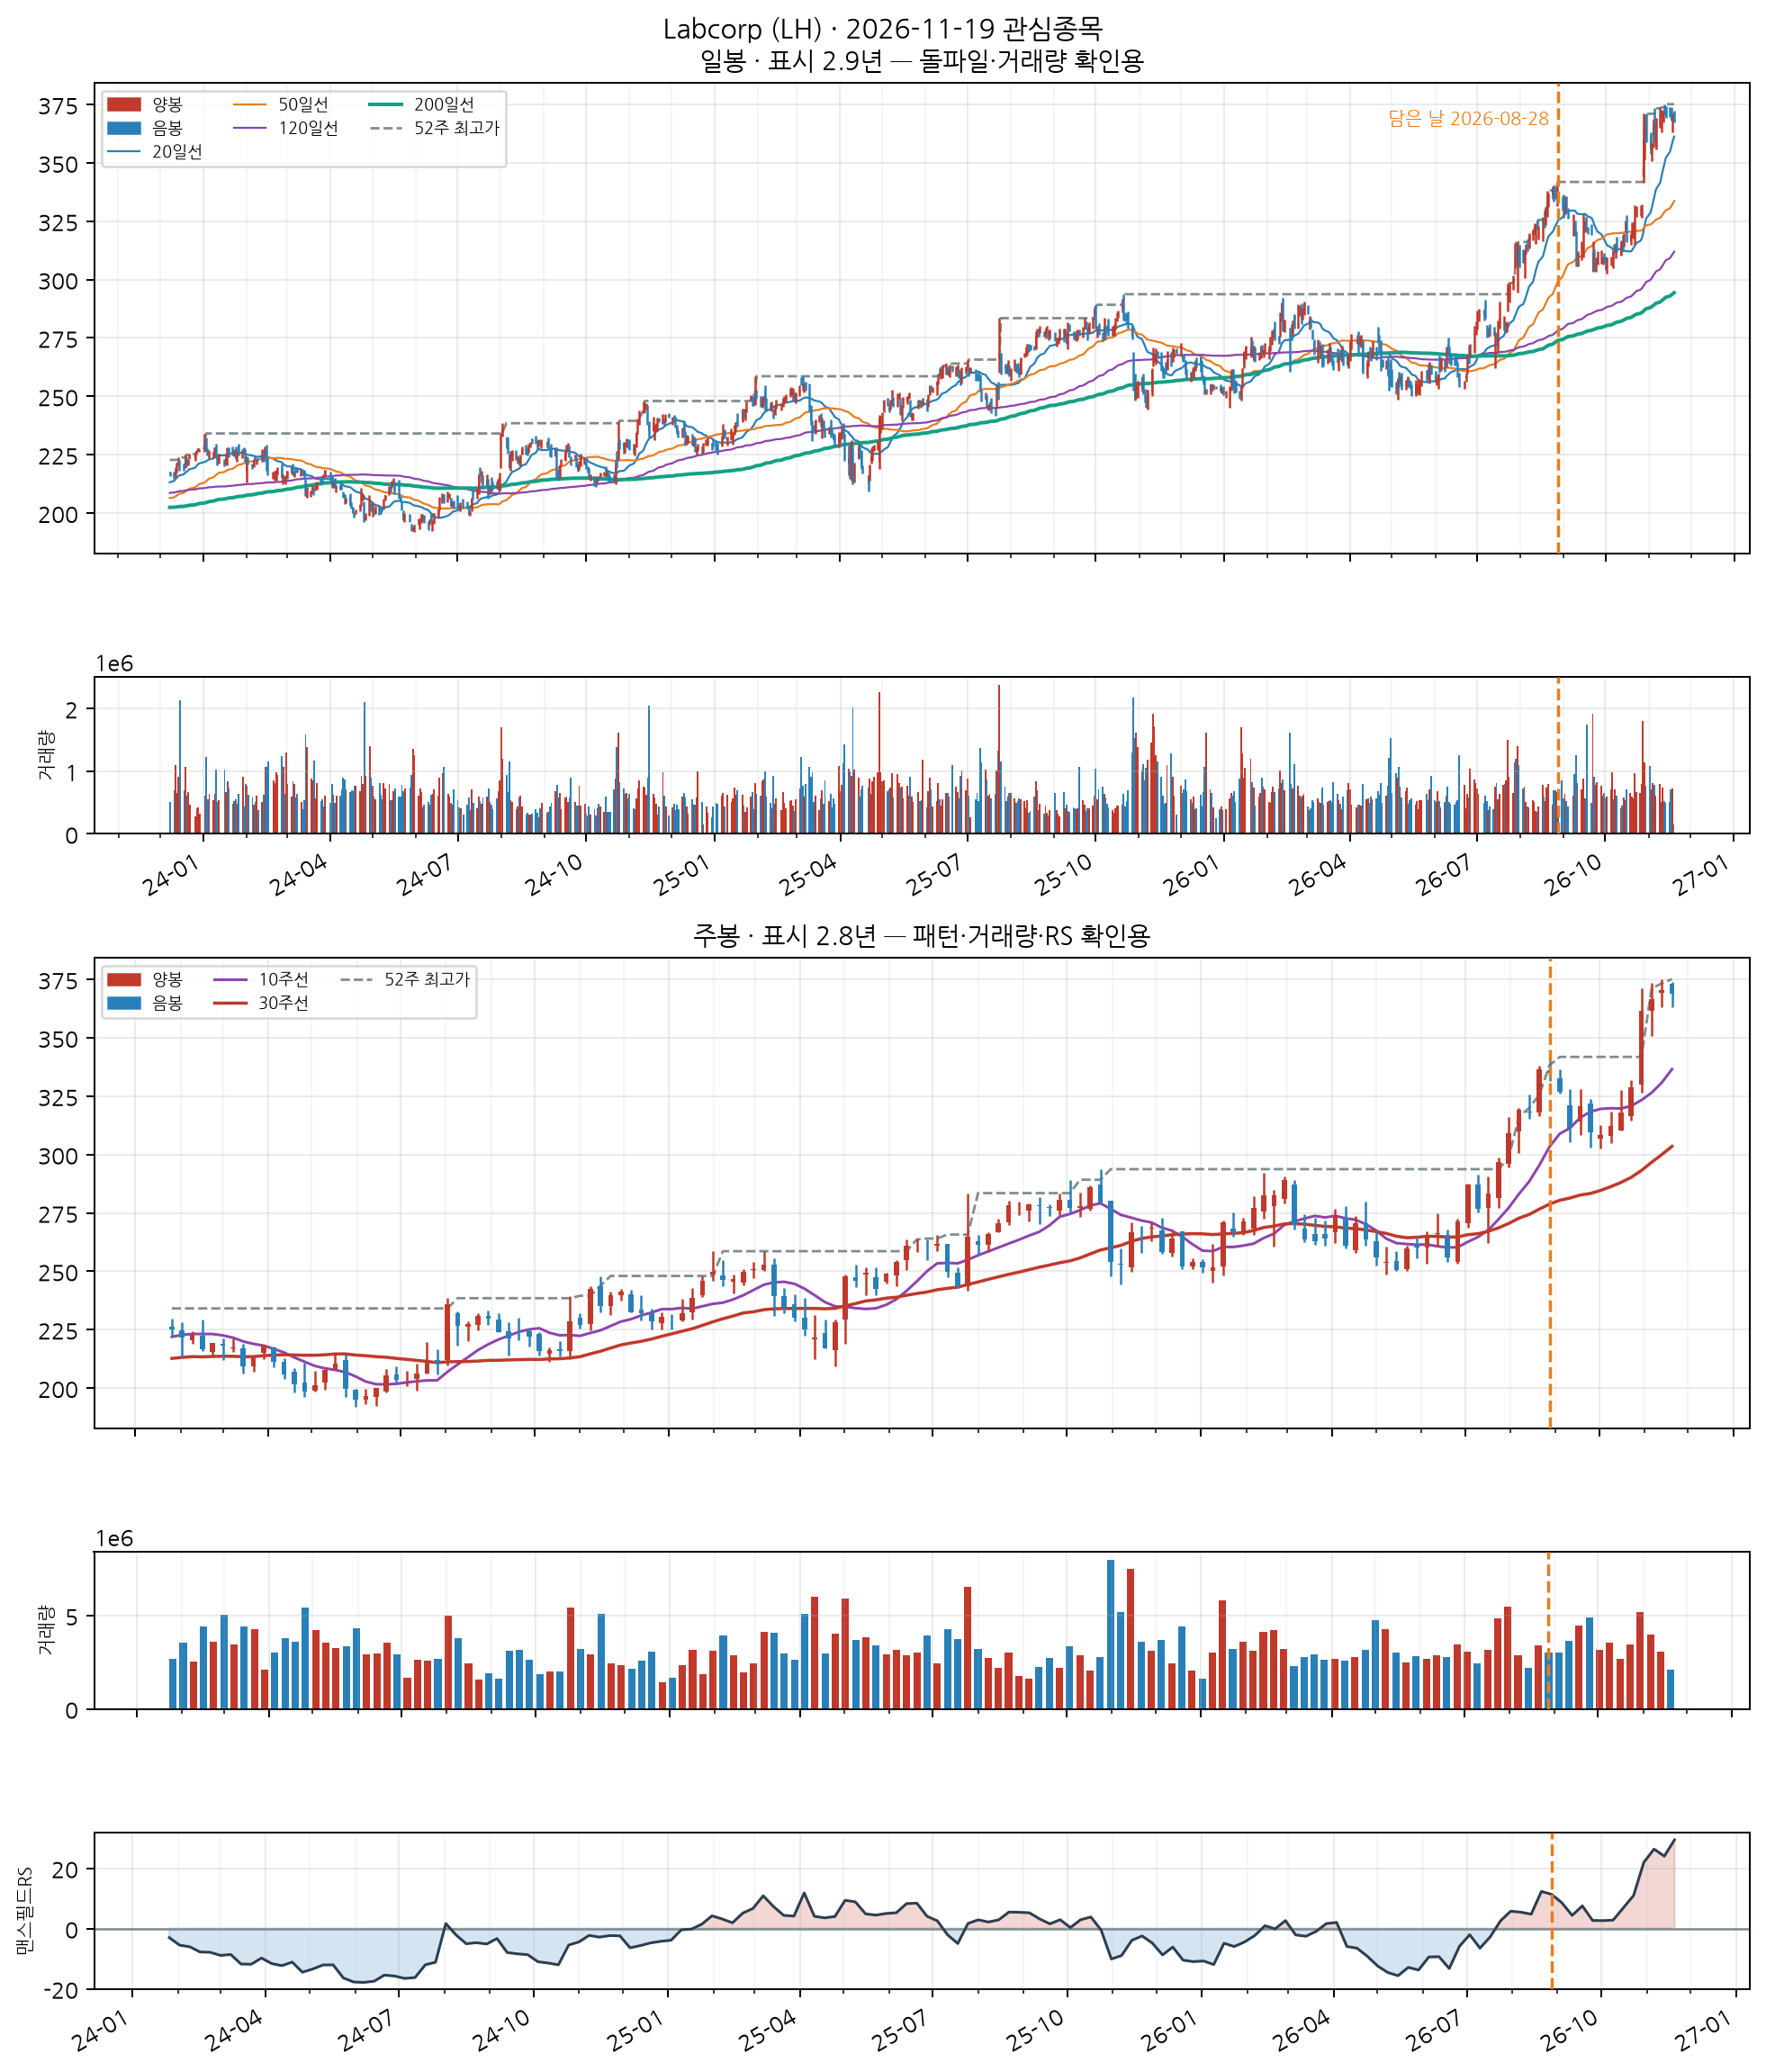 Labcorp (LH) · 2026-11-19 관심종목
일봉 · 표시 2.9년 — 돌파일·거래량 확인용
양봉
음봉
20일선
50일선
120일선
200일선
52주 최고가
담은 날 2026-08-28
375
350
325
300
275
250
225
200
1e6
거래량
2
1
0
24-01
24-04
24-07
24-10
25-01
25-04
25-07
25-10
26-01
26-04
26-07
26-10
27-01
주봉 · 표시 2.8년 — 패턴·거래량·RS 확인용
양봉
음봉
10주선
30주선
52주 최고가
375
350
325
300
275
250
225
200
1e6
거래량
5
0
맨스필드RS
20
0
-20
24-01
24-04
24-07
24-10
25-01
25-04
25-07
25-10
26-01
26-04
26-07
26-10
27-01